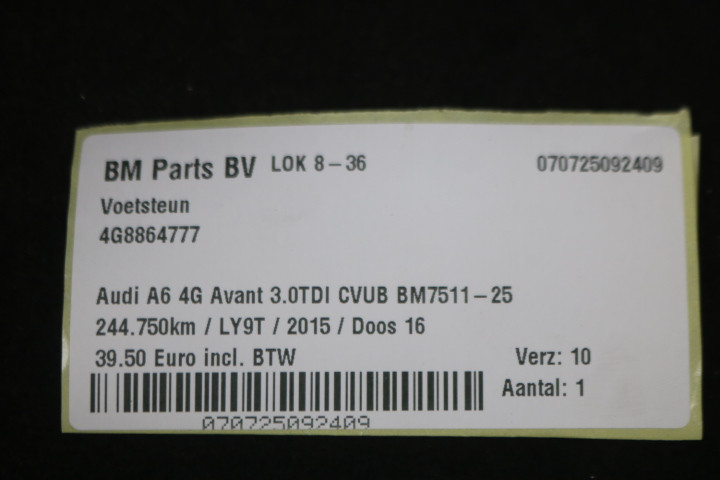 BM Parts BV LOK 8-36 070725092409
Voetsteun
4G8864777
Audi A6 4G Avant 3.0TDI CVUB BM7511-25
244.750km / LY9T / 2015 / Doos 16
39.50 Euro incl. BTW Verz: 10
Aantal: 1
070725092409